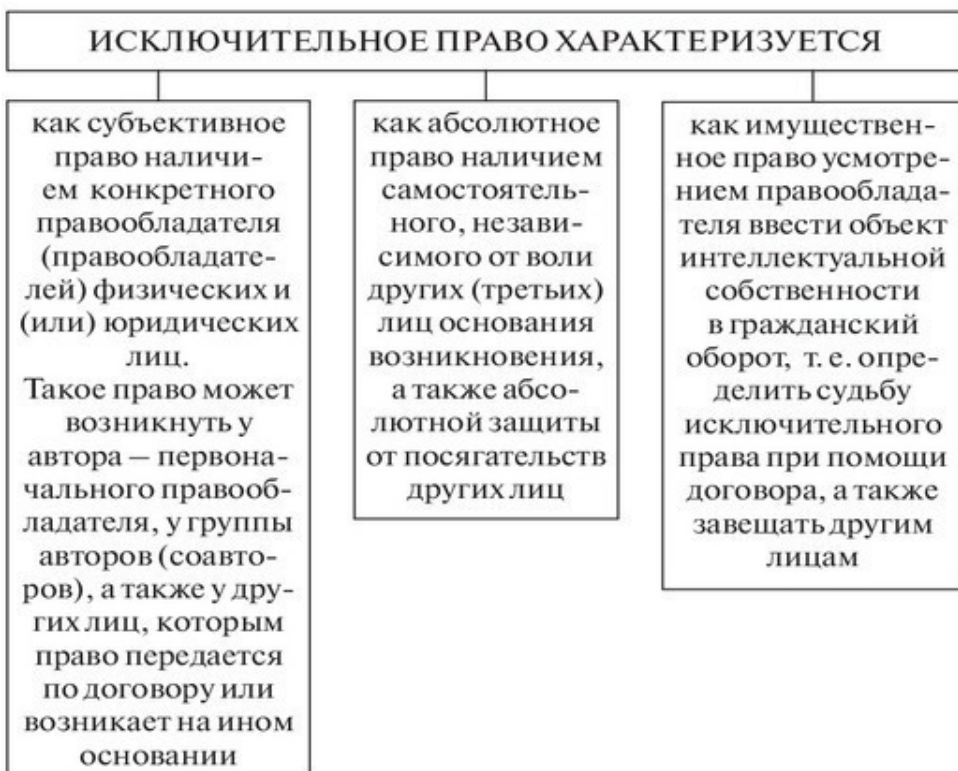 ИСКЛЮЧИТЕЛЬНОЕ ПРАВО ХАРАКТЕРИЗУЕТСЯ
как субъективное
право наличи-
ем конкретного
правообладателя
(правообладате-
лей) физических и
(или) юридических
лиц.
Такое право может
возникнуть у
автора – первона-
чального правооб-
ладателя, у группы
авторов (соавто-
ров), а также у дру-
гих лиц, которым
право передается
по договору или
возникает на ином
основании
как абсолютное
право наличием
самостоятель-
ного, незави-
симого от воли
других (третьих)
лиц основания
возникновения,
а также абсо-
лютной защиты
от посягательств
других лиц
как имуществен-
ное право усмотре-
нием правооблада-
теля ввести объект
интеллектуальной
собственности
в гражданский
оборот, т. е. опре-
делить судьбу
исключительного
права при помощи
договора, а также
завещать другим
лицам